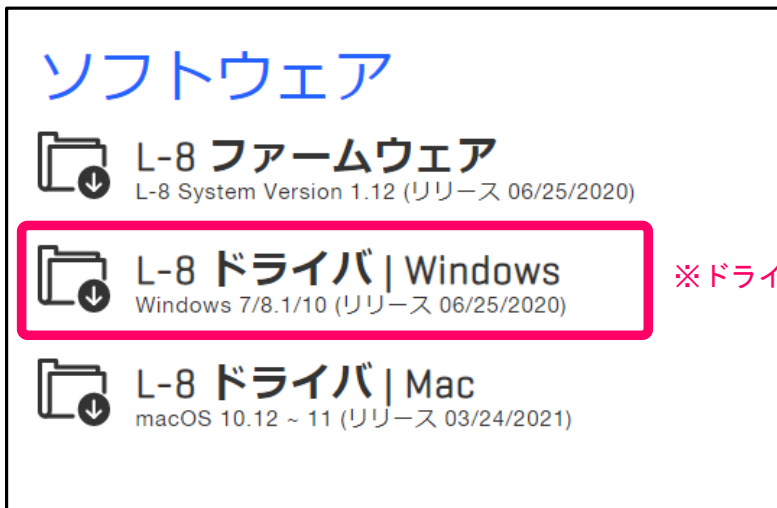 ソフトウェア
L-8 ファームウェア
L-8 System Version 1.12 (リリース 06/25/2020)
L-8 ドライバ | Windows
Windows 7/8.1/10 (リリース 06/25/2020)
※ドライ
L-8 ドライバ | Mac
macOS 10.12 ~ 11 (リリース 03/24/2021)